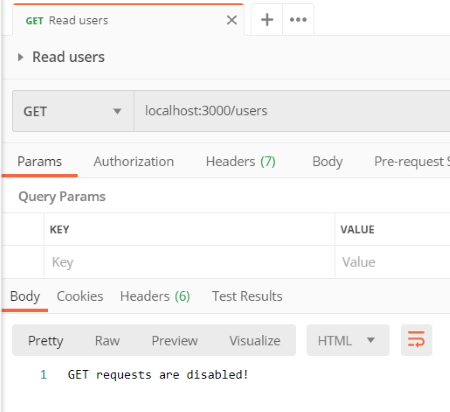 GET Read users
Read users
GET localhost:3000/users
Params Authorization Headers (7) Body Pre-request S
Query Params
KEY VALUE
Key Value
Body Cookies Headers (6) Test Results
Pretty Raw Preview Visualize HTML
1 GET requests are disabled!